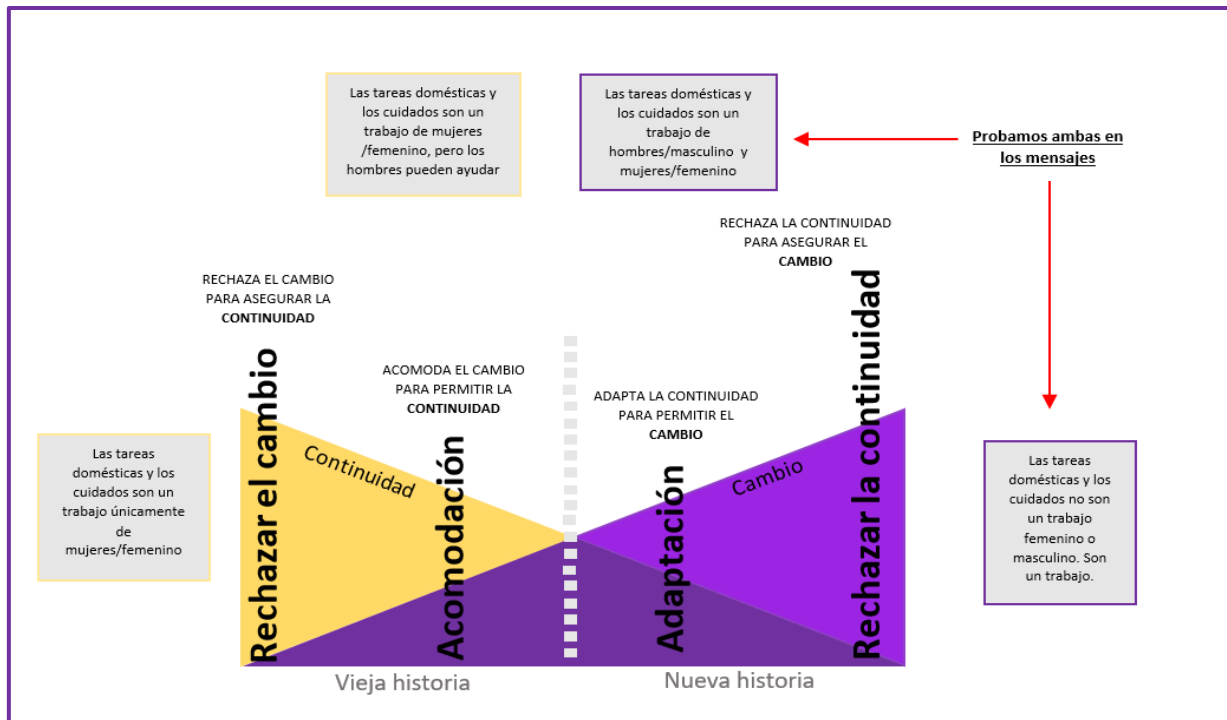 Las tareas domésticas y
los cuidados son un
trabajo de mujeres
/femenino, pero los
hombres pueden ayudar
Las tareas domésticas y
los cuidados son un
trabajo de
hombres/masculino y
mujeres/femenino
Probamos ambas en
los mensajes
RECHAZA EL CAMBIO
PARA ASEGURAR LA
CONTINUIDAD
ACOMODA EL CAMBIO
PARA PERMITIR LA
CONTINUIDAD
ADAPTA LA CONTINUIDAD
PARA PERMITIR EL
CAMBIO
RECHAZA LA CONTINUIDAD
PARA ASEGURAR EL
CAMBIO
Las tareas
domésticas y los
cuidados son un
trabajo únicamente
de
mujeres/femenino
Rechazar el cambio
Continuidad
Acomodación
Adaptación
Cambio
Rechazar la continuidad
Las tareas
domésticas y los
cuidados no son
un trabajo
femenino o
masculino. Son
un trabajo.
Vieja historia
Nueva historia